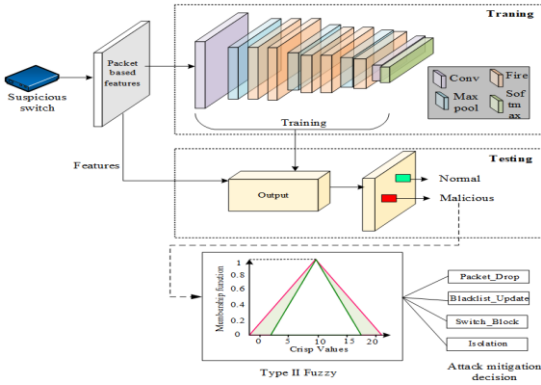 Traning
Packet
based
features
Suspicious
switch
Conv
Fire
Max
pool
Sof
tm
ax
Training
Features
Testing
Output
Normal
Malicious
Membership function
1
0.8
0.6
0.4
0.2
0
0
5
10
15
20
Crisp Values
Type II Fuzzy
Packet_Drop
Blacklist_Update
Switch_Block
Isolation
Attack mitigation
decision